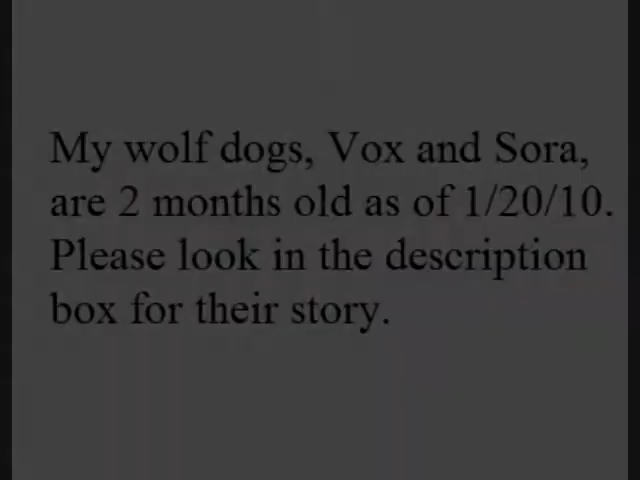 My wolf dogs, Vox and Sora,
are 2 months old as of 1/20/10.
Please look in the description
box for their story.